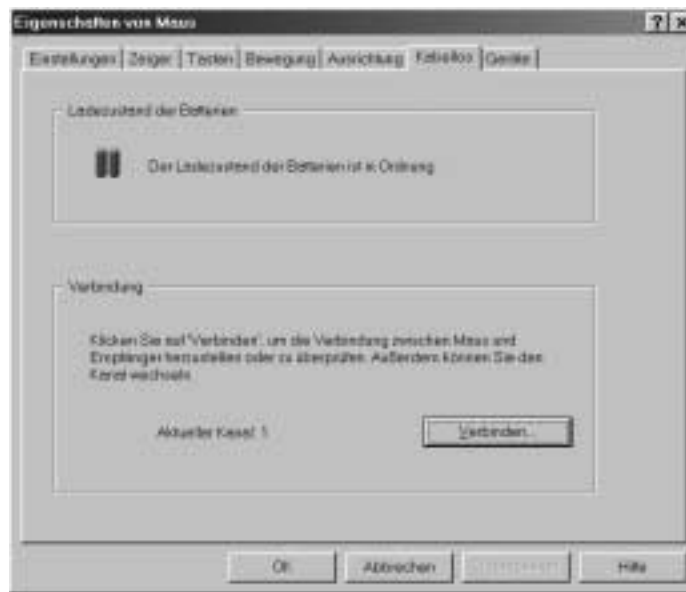 Eigenschaften von Maus
Einstellungen Zeiger Tasten Bewegung Ausrichtung Kabellos Geräte
Ladezustand der Batterien
Der Ladezustand der Batterien ist in Ordnung
Verbindung
Klicken Sie auf 'Verbinden', um die Verbindung zwischen Maus und
Empfänger herzustellen oder zu überprüfen. Außerdem können Sie den
Kanal wechseln.
Aktueller Kanal: 1
Verbinden...
OK Abbrechen Hilfe